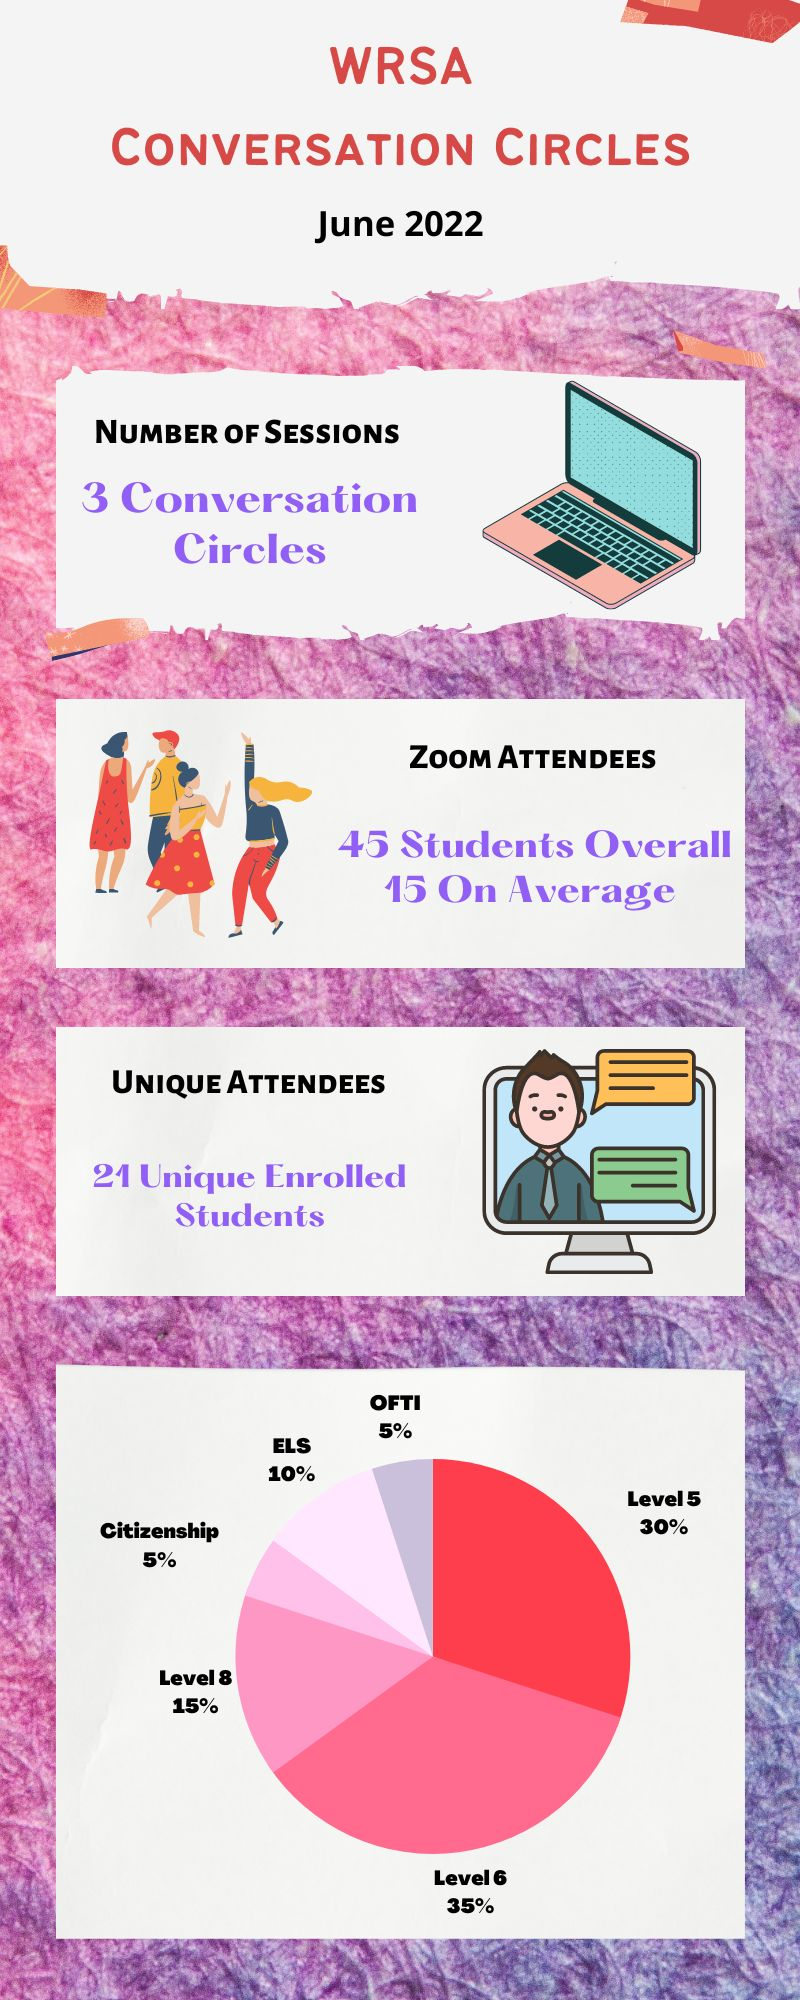 WRSA
Conversation Circles
June 2022
Number of Sessions
3 Conversation
Circles
Zoom Attendees
45 Students Overall
15 On Average
Unique Attendees
21 Unique Enrolled
Students
OFTI
5%
ELS
10%
Level 5
30%
Citizenship
5%
Level 8
15%
Level 6
35%